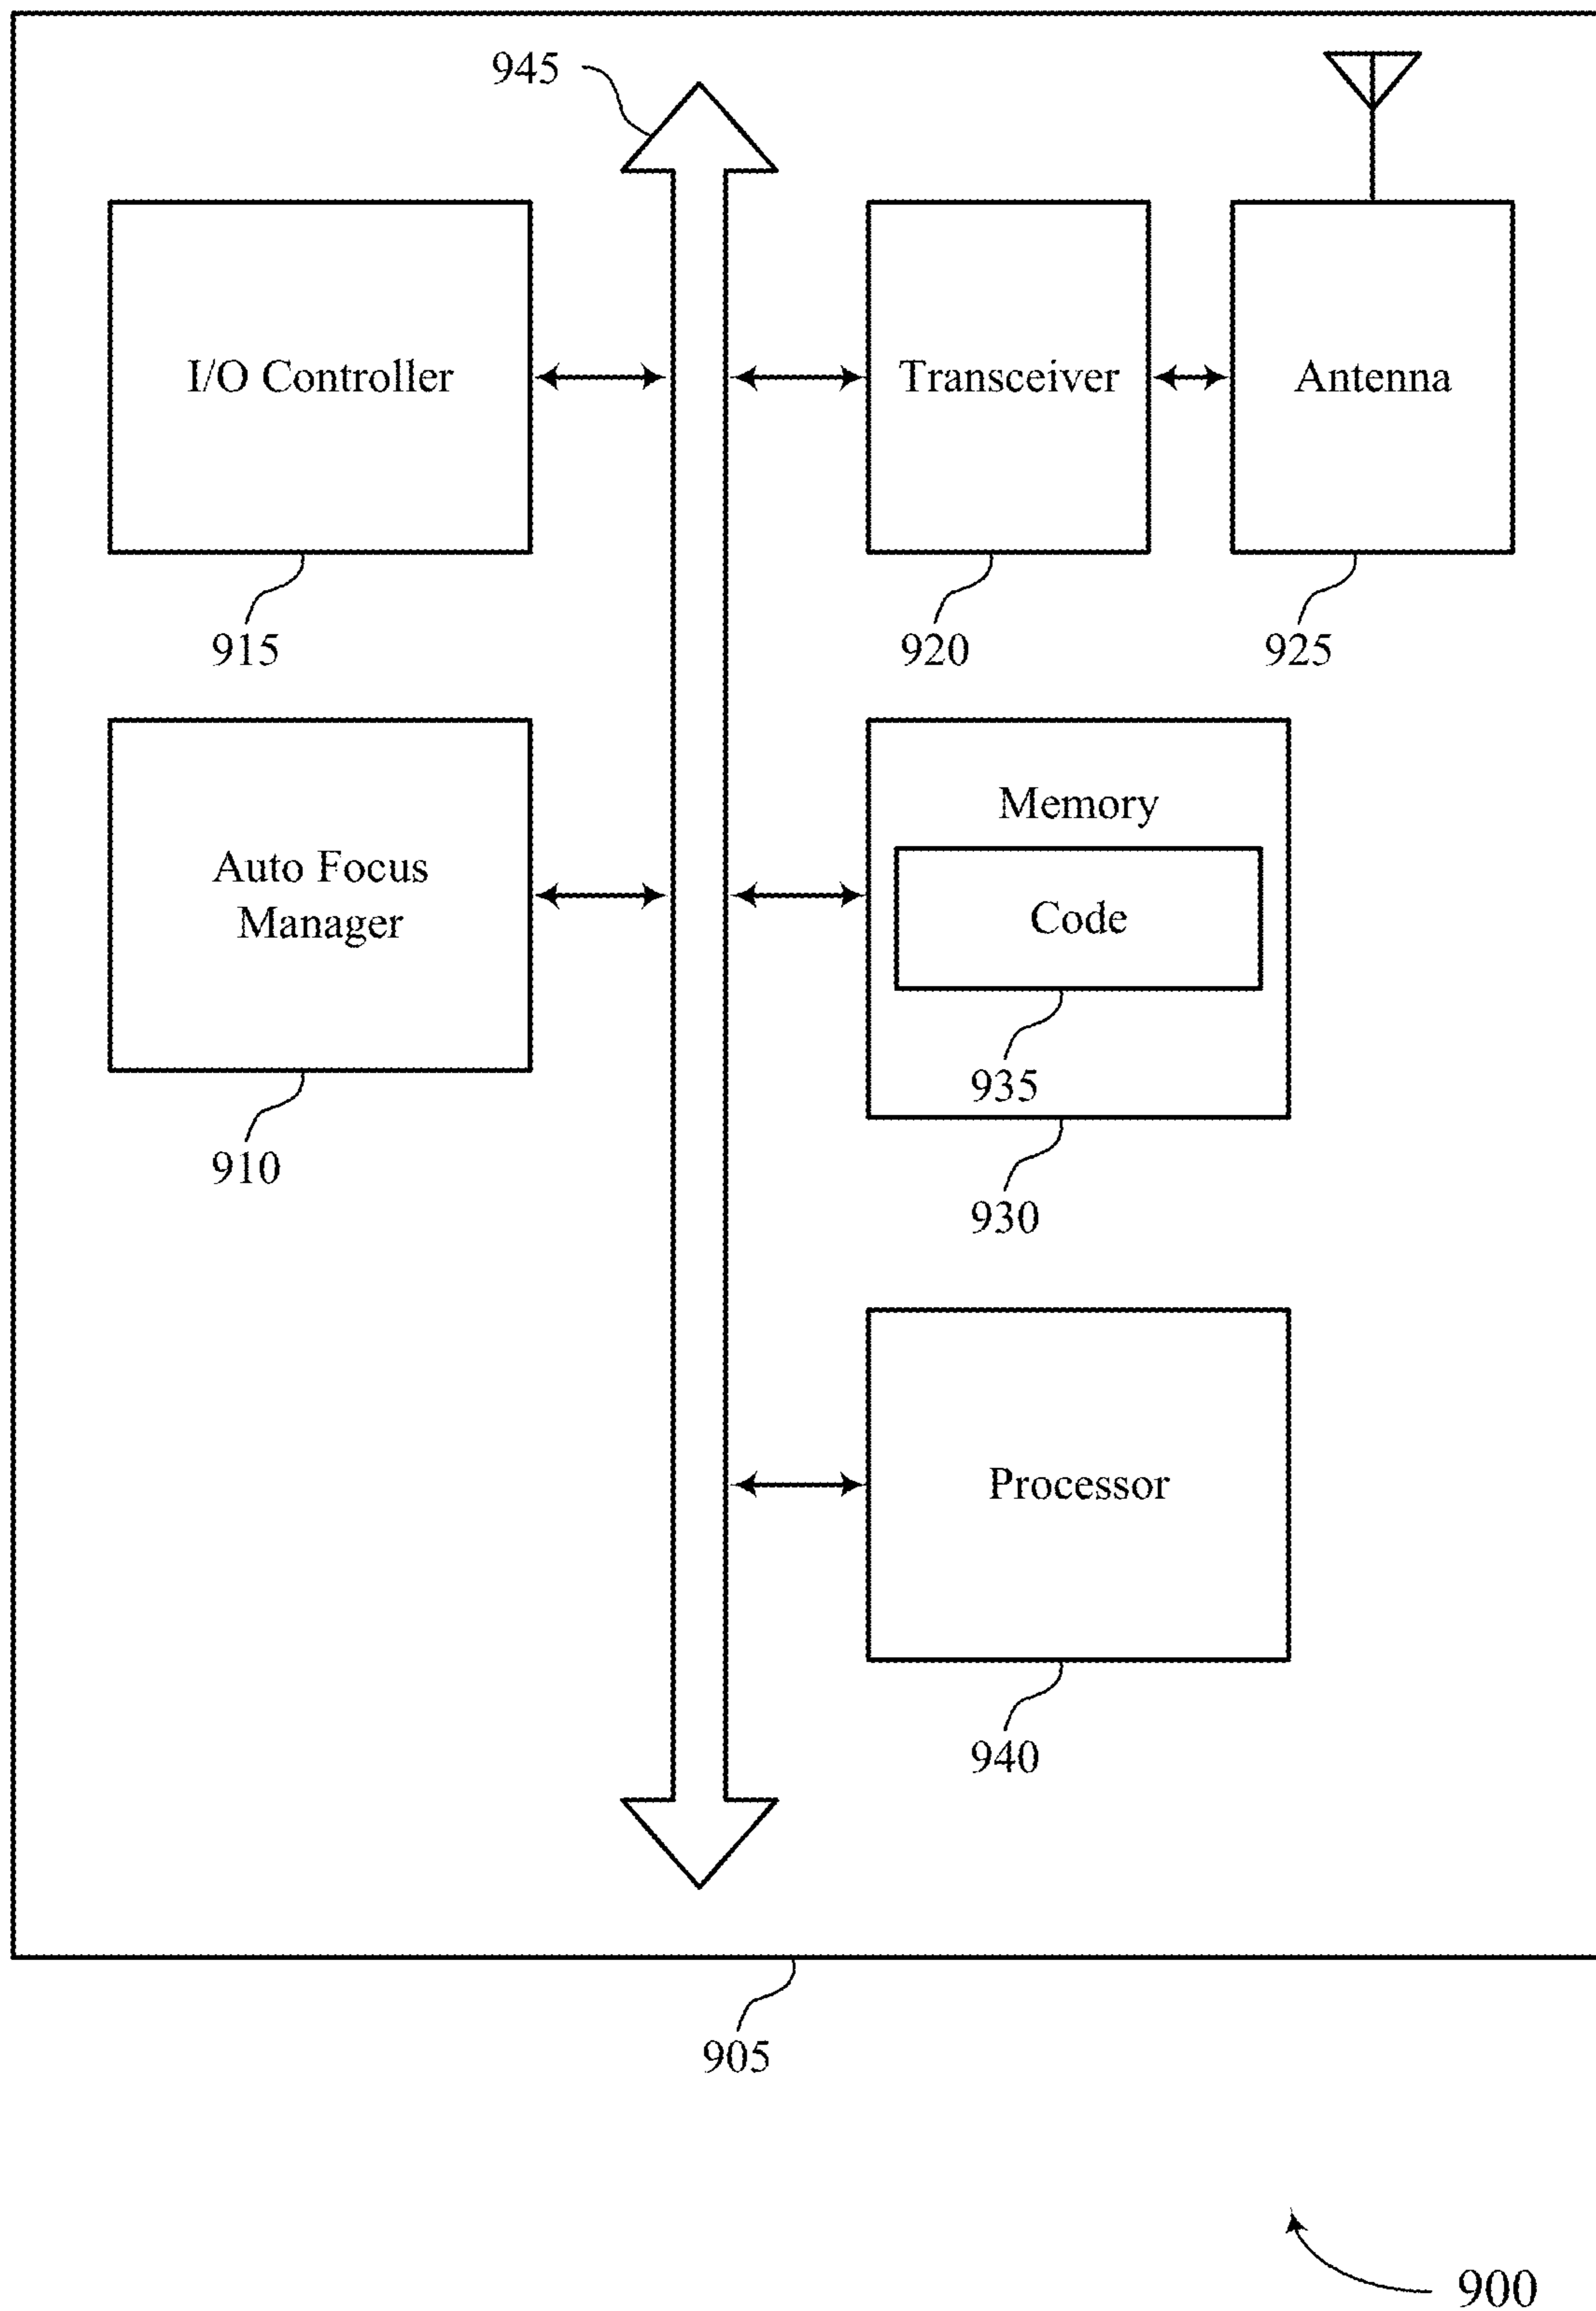 945
I/O Controller
Transceiver
Antenna
915
920
925
Auto Focus
Manager
Memory
Code
935
910
930
Processor
940
905
900